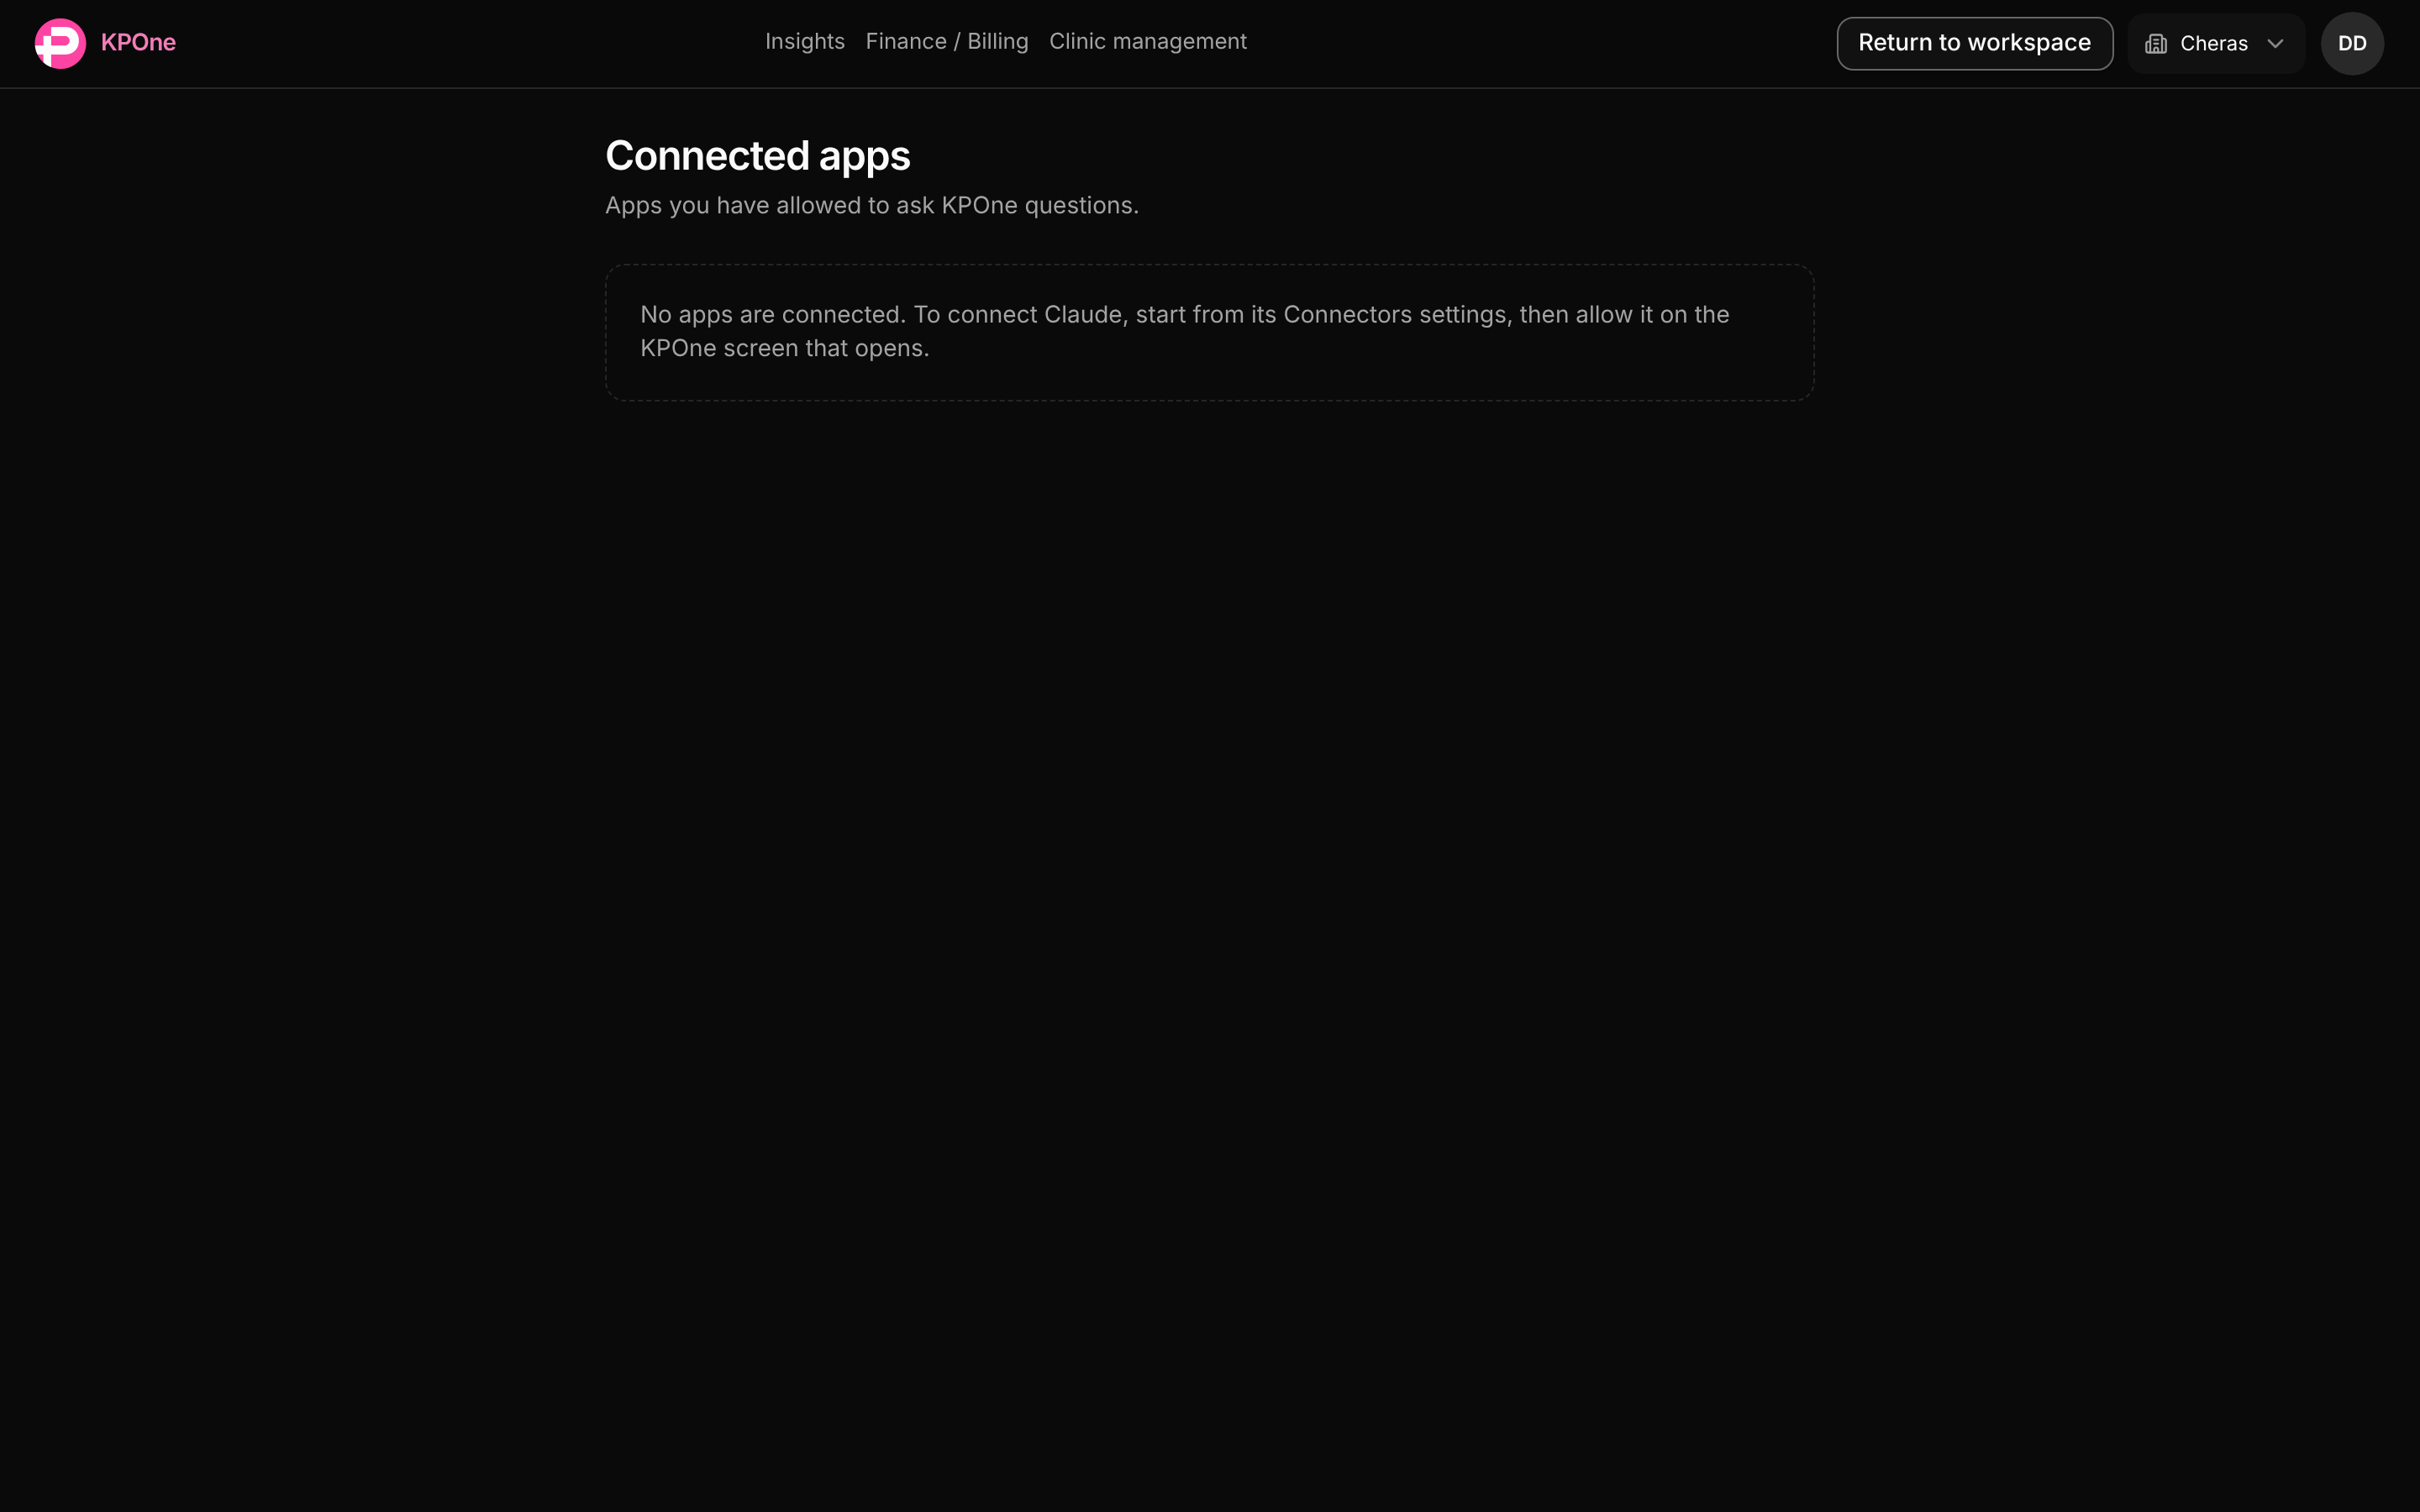 KPOne
Insights
Finance / Billing
Clinic management
Return to workspace
Cheras
DD
Connected apps
Apps you have allowed to ask KPOne questions.
No apps are connected. To connect Claude, start from its Connectors settings, then allow it on the
KPOne screen that opens.